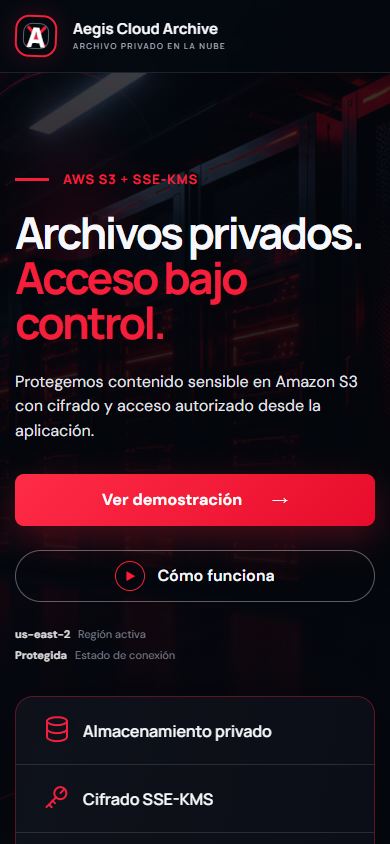 A
Aegis Cloud Archive
ARCHIVO PRIVADO EN LA NUBE
AWS S3 + SSE-KMS
Archivos privados.
Acceso bajo
control.
Protegemos contenido sensible en Amazon S3
con cifrado y acceso autorizado desde la
aplicación.
Ver demostración →
Cómo funciona
us-east-2 Región activa
Protegida Estado de conexión
Almacenamiento privado
Cifrado SSE-KMS